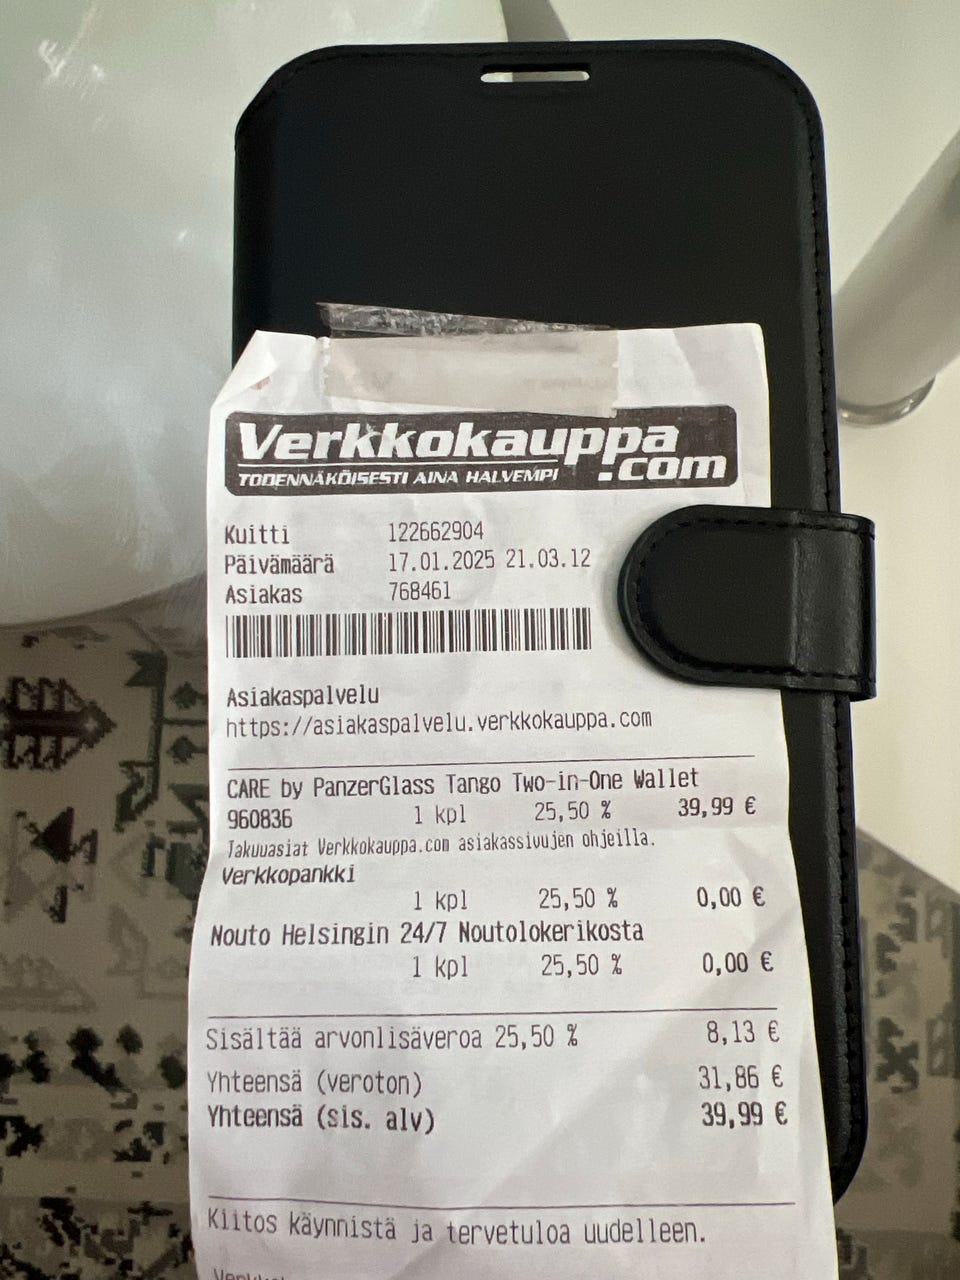 Verkkokauppa
.com
TODENNÄKÖISESTI AINA HALVEMPI
Kuitti 122662904
Päivämäärä 17.01.2025 21.03.12
Asiakas 768461
Asiakaspalvelu
https://asiakaspalvelu.verkkokauppa.com
CARE by PanzerGlass Tango Two-in-One Wallet
960836 1 kpl 25,50 % 39,99 €
Takuuasiat Verkkokauppa.com asiakassivujen ohjeilla.
Verkkopankki
1 kpl 25,50 % 0,00 €
Nouto Helsingin 24/7 Noutolokerikosta
1 kpl 25,50 % 0,00 €
Sisältää arvonlisäveroa 25,50 % 8,13 €
Yhteensä (veroton) 31,86 €
Yhteensä (sis. alv) 39,99 €
Kiitos käynnistä ja tervetuloa uudelleen.